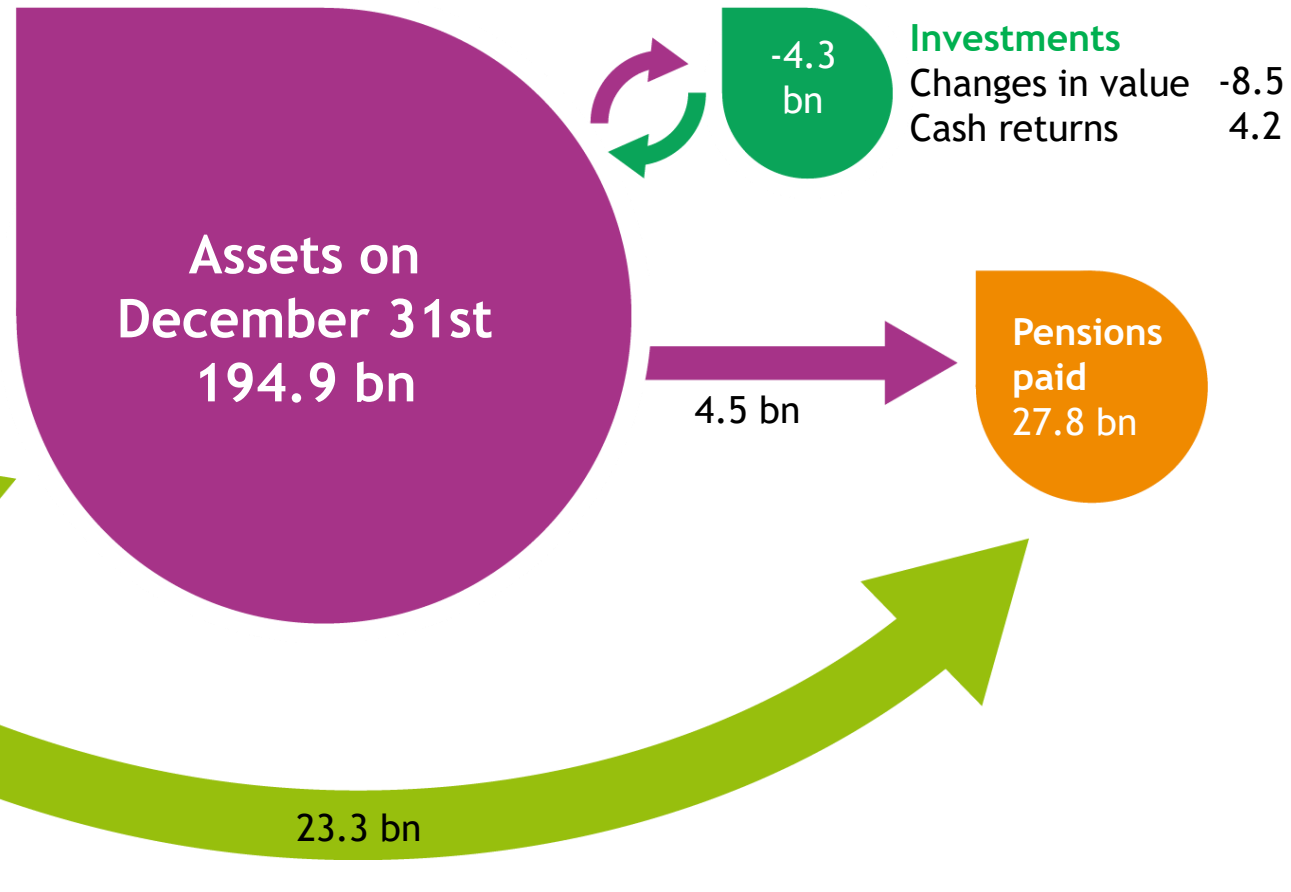 -4.3
bn
Investments
Changes in value -8.5
Cash returns 4.2
Assets on
December 31st
194.9 bn
4.5 bn
Pensions
paid
27.8 bn
23.3 bn